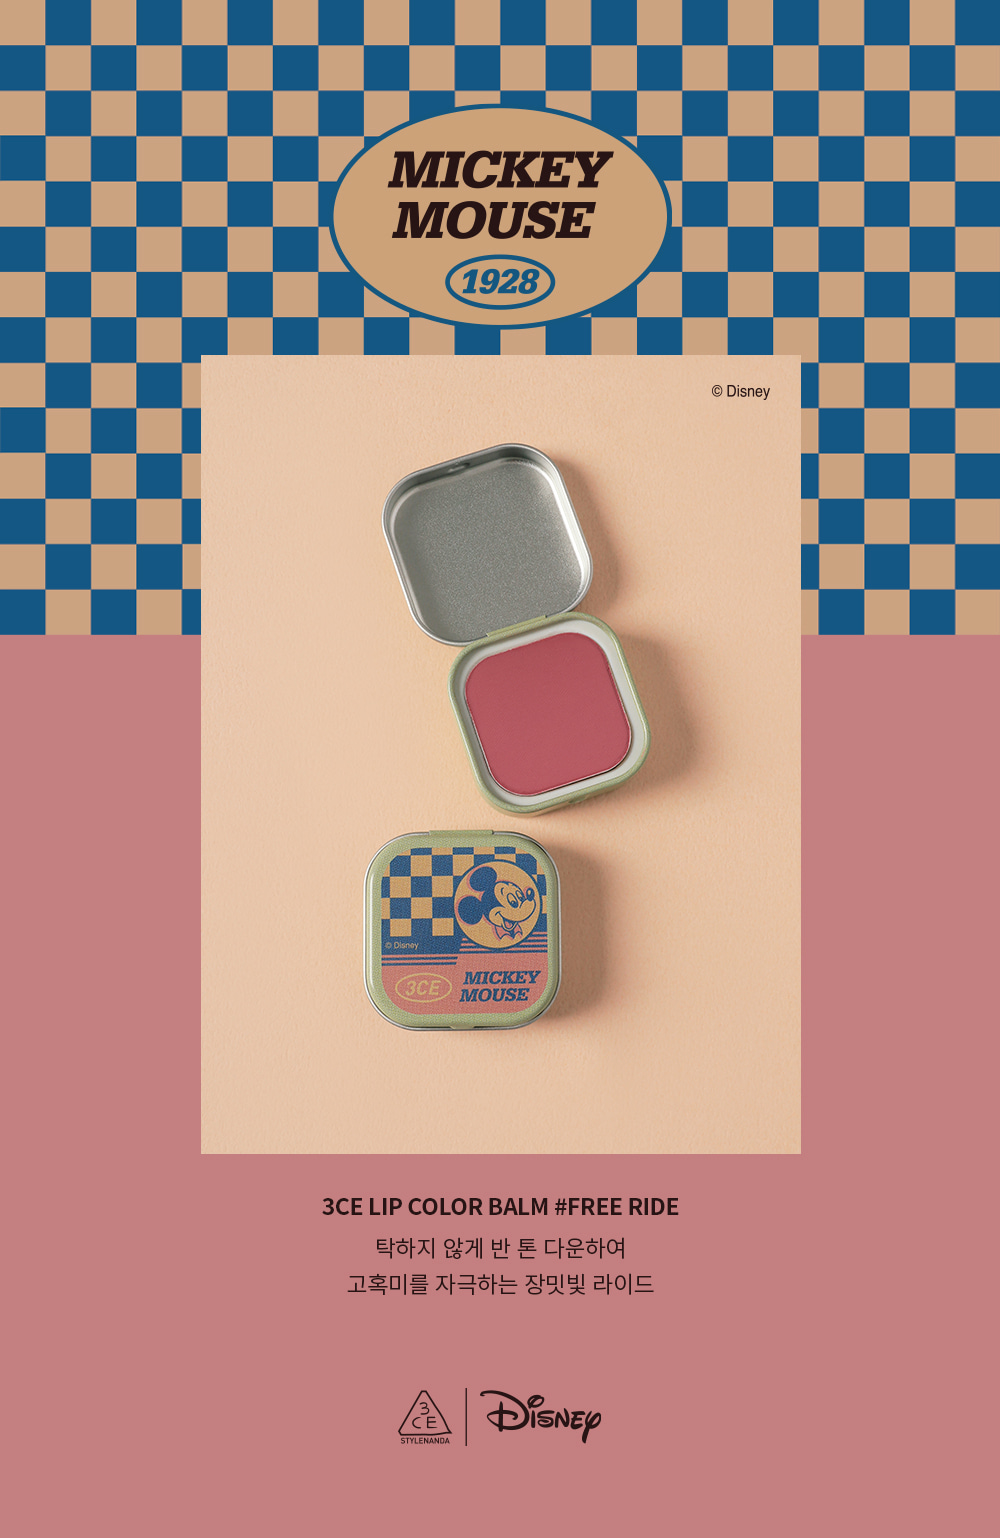 MICKEY
MOUSE
1928
© Disney
© Disney
3CE
MICKEY
MOUSE
3CE LIP COLOR BALM #FREE RIDE
탁하지 않게 반 톤 다운하여
고혹미를 자극하는 장밋빛 라이드
3
CE
STYLENANDA
Disney